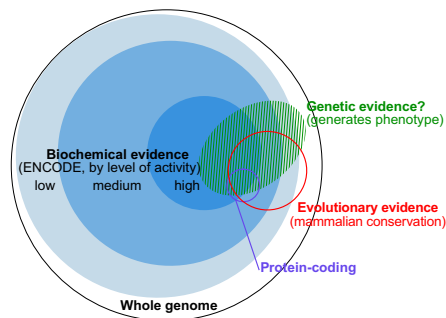 Genetic evidence?
(generates phenotype)
Biochemical evidence
(ENCODE, by level of activity)
low medium high
Evolutionary evidence
(mammalian conservation)
Protein-coding
Whole genome